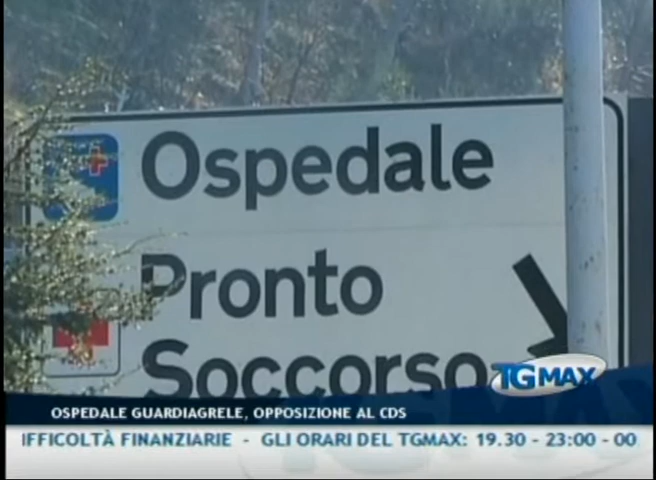 Ospedale
Pronto
Soccorso
TGMAX
OSPEDALE GUARDIAGRELE, OPPOSIZIONE AL CDS
IFFICOLTÀ FINANZIARIE - GLI ORARI DEL TGMAX: 19.30 - 23:00 - 00